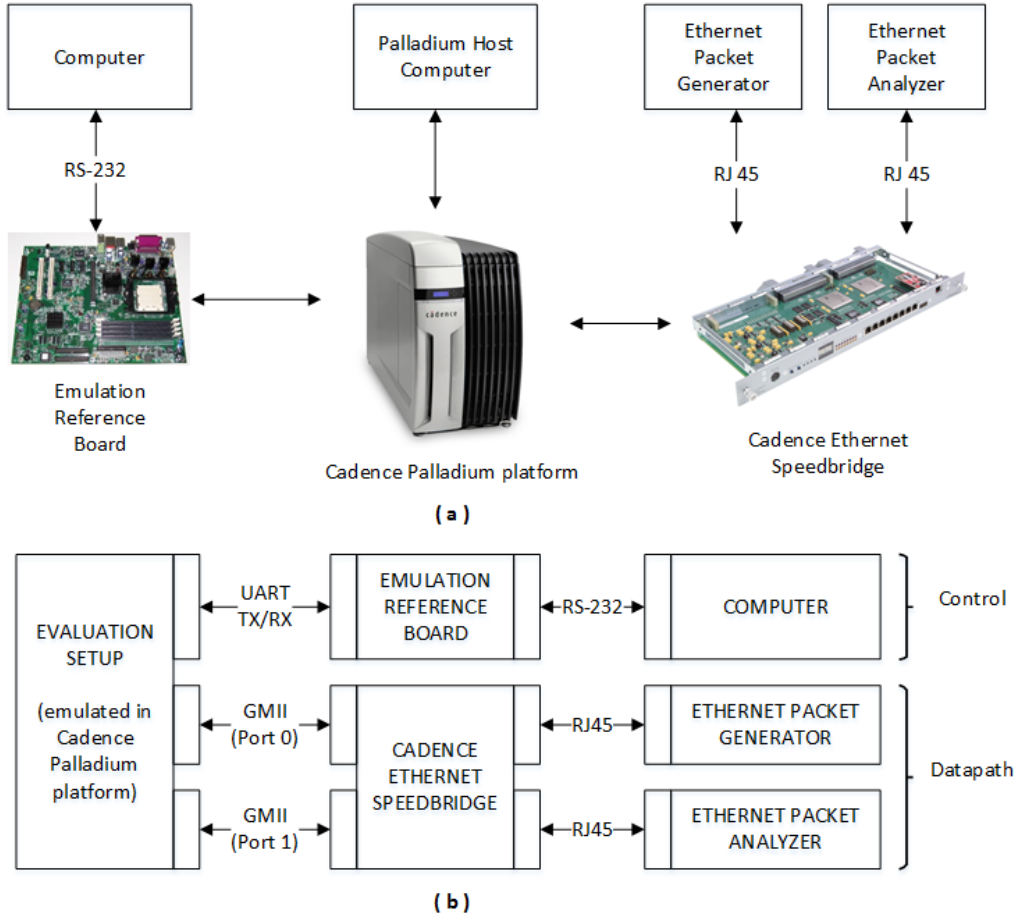 Computer
Palladium Host
Computer
Ethernet
Packet
Generator
Ethernet
Packet
Analyzer
RS-232
RJ 45
RJ 45
cādence
Emulation
Reference
Board
Cadence Palladium platform
Cadence Ethernet
Speedbridge
( a )
EVALUATION
SETUP
(emulated in
Cadence
Palladium
platform)
UART
TX/RX
EMULATION
REFERENCE
BOARD
RS-232
COMPUTER
Control
GMII
(Port 0)
CADENCE
ETHERNET
SPEEDBRIDGE
RJ45
ETHERNET PACKET
GENERATOR
Datapath
GMII
(Port 1)
RJ45
ETHERNET PACKET
ANALYZER
( b )